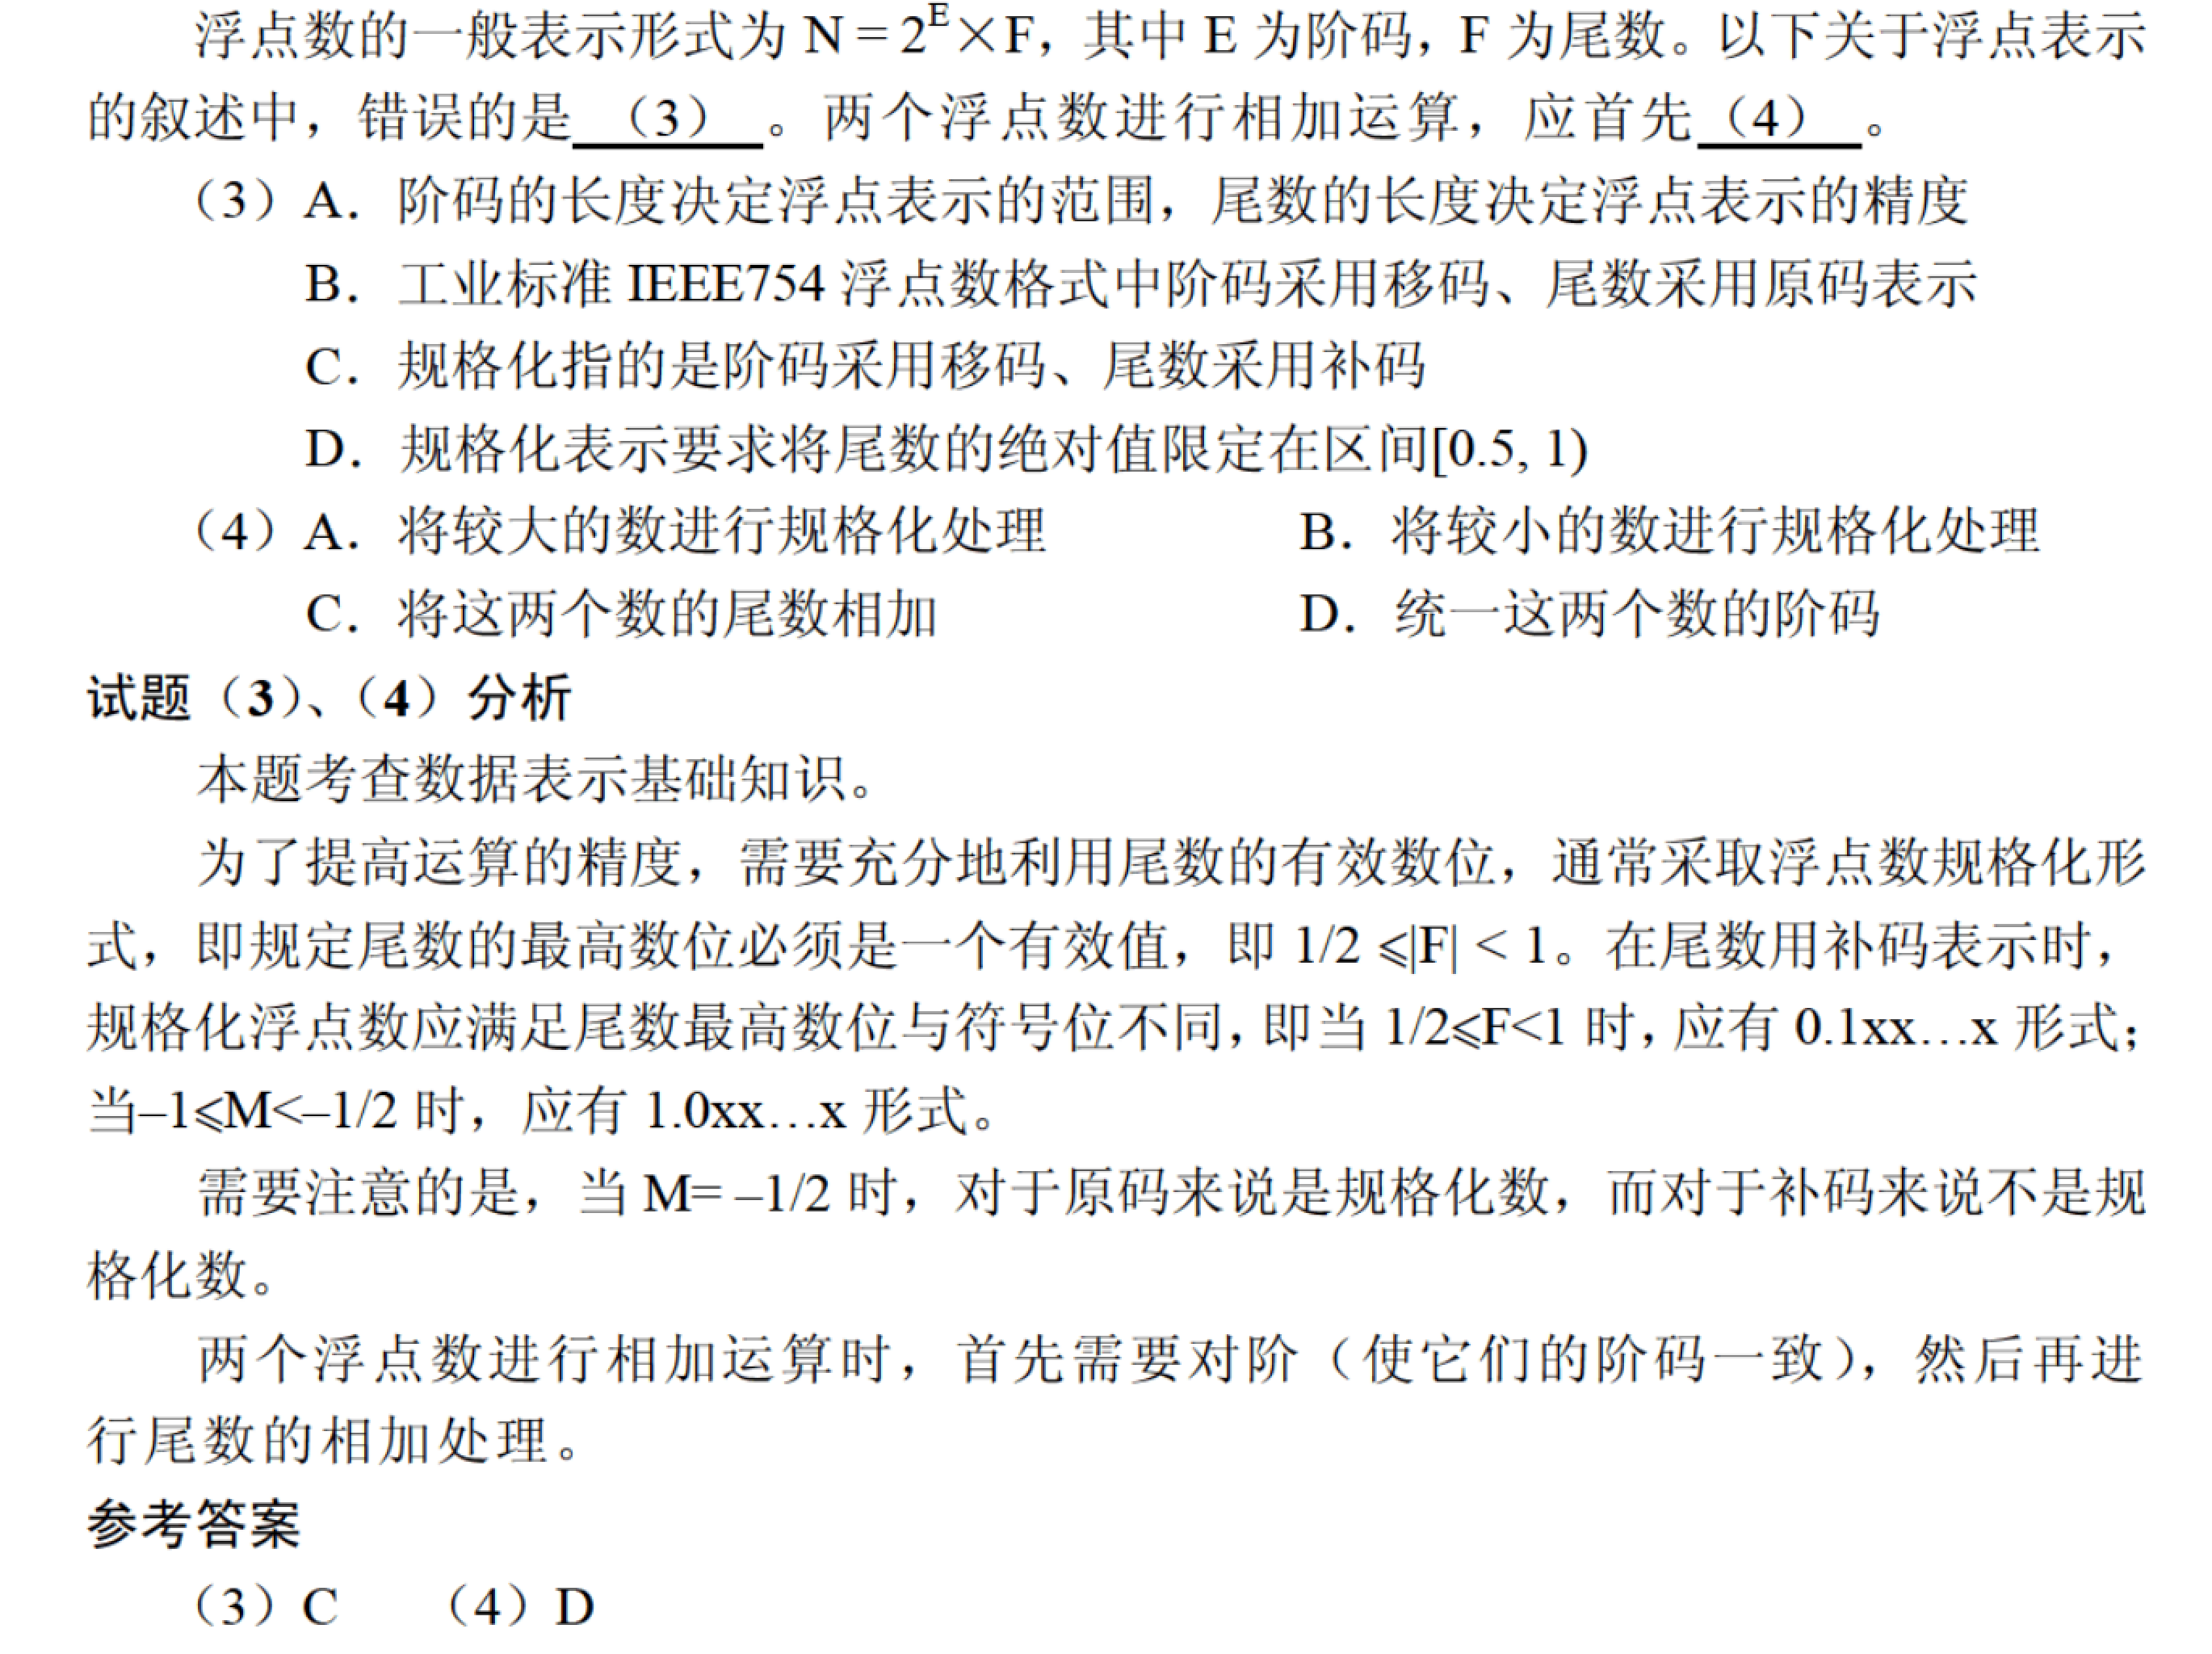 浮点数的一般表示形式为 N = 2^E×F，其中 E 为阶码，F 为尾数。以下关于浮点表示
的叙述中，错误的是 （3） 。两个浮点数进行相加运算，应首先 （4） 。
（3）A．阶码的长度决定浮点表示的范围，尾数的长度决定浮点表示的精度
B．工业标准 IEEE754 浮点数格式中阶码采用移码、尾数采用原码表示
C．规格化指的是阶码采用移码、尾数采用补码
D．规格化表示要求将尾数的绝对值限定在区间[0.5, 1)
（4）A．将较大的数进行规格化处理 B．将较小的数进行规格化处理
C．将这两个数的尾数相加 D．统一这两个数的阶码
试题（3）、（4）分析
本题考查数据表示基础知识。
为了提高运算的精度，需要充分地利用尾数的有效数位，通常采取浮点数规格化形
式，即规定尾数的最高数位必须是一个有效值，即 1/2 ⩽|F| < 1。在尾数用补码表示时，
规格化浮点数应满足尾数最高数位与符号位不同，即当 1/2⩽F<1 时，应有 0.1xx…x 形式；
当–1⩽M<–1/2 时，应有 1.0xx…x 形式。
需要注意的是，当 M= –1/2 时，对于原码来说是规格化数，而对于补码来说不是规
格化数。
两个浮点数进行相加运算时，首先需要对阶（使它们的阶码一致），然后再进
行尾数的相加处理。
参考答案
（3）C （4）D